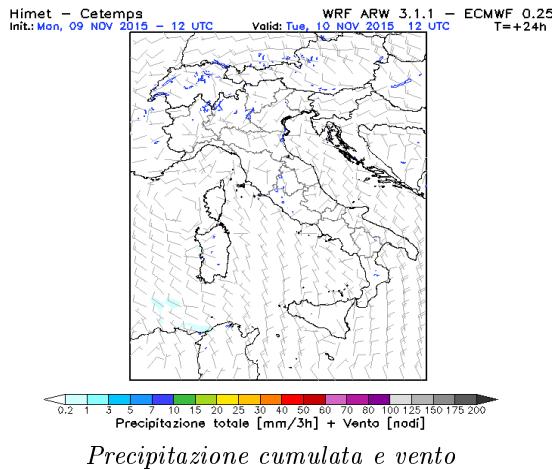 Himet - Cetemps WRF ARW 3.1.1 - ECMWF 0.25
Init.: Mon, 09 NOV 2015 - 12 UTC Valid: Tue, 10 NOV 2015 12 UTC T=+24h
0.2 1 3 5 7 10 15 20 25 30 40 50 60 70 80 100 125 150 175 200
Precipitazione totale [mm/3h] + Vento [nodi]
Precipitazione cumulata e vento